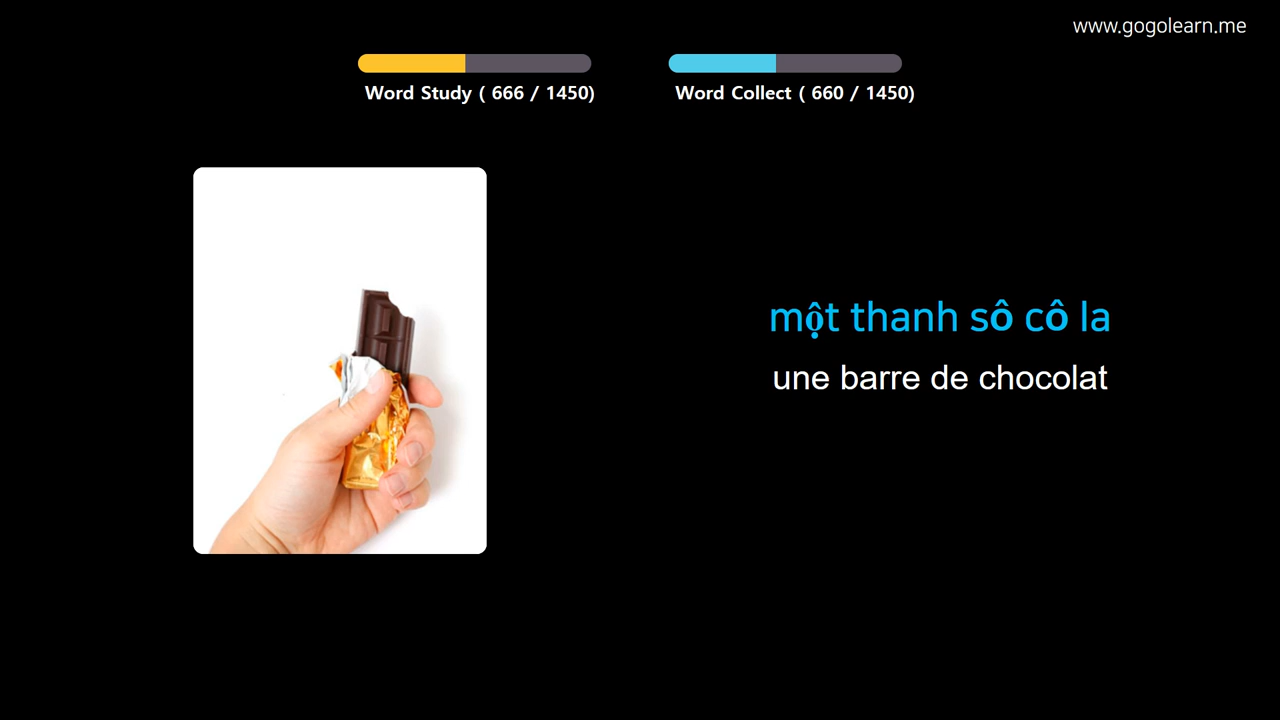 www.gogolearn.me
Word Study ( 666 / 1450)
Word Collect ( 660 / 1450)
một thanh sô cô la
une barre de chocolat